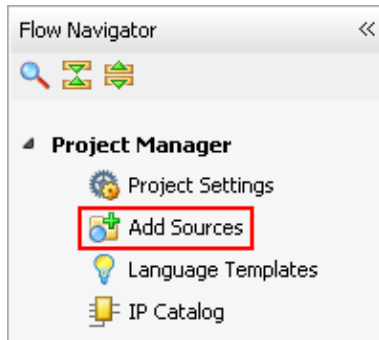 Flow Navigator
Project Manager
Project Settings
Add Sources
Language Templates
IP Catalog